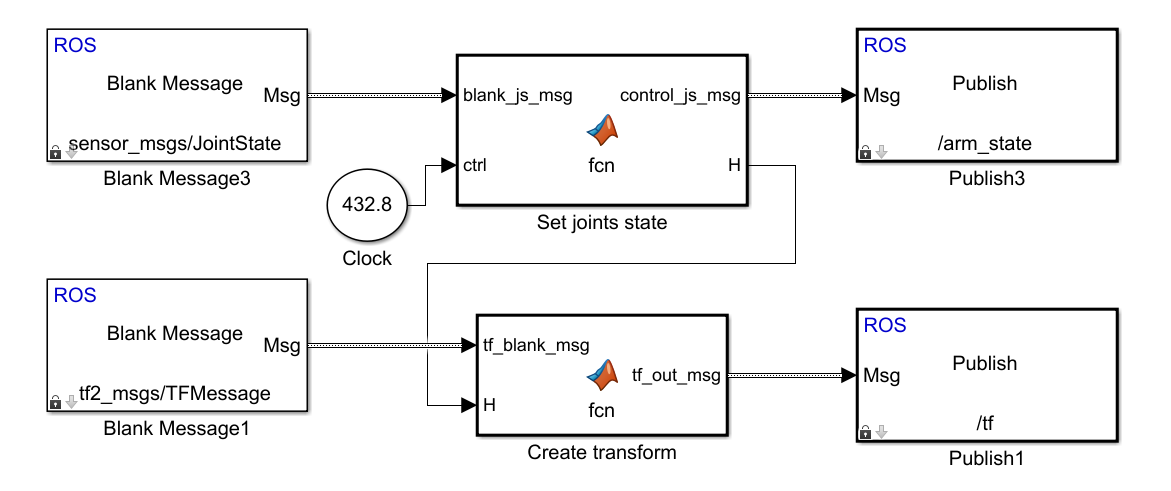 ROS
Blank Message
Msg
sensor_msgs/JointState
Blank Message3
432.8
Clock
blank_js_msg
control_js_msg
ctrl
fcn
H
Set joints state
ROS
Msg
Publish
/arm_state
Publish3
ROS
Blank Message
Msg
tf2_msgs/TFMessage
Blank Message1
tf_blank_msg
tf_out_msg
H
fcn
Create transform
ROS
Publish
Msg
/tf
Publish1